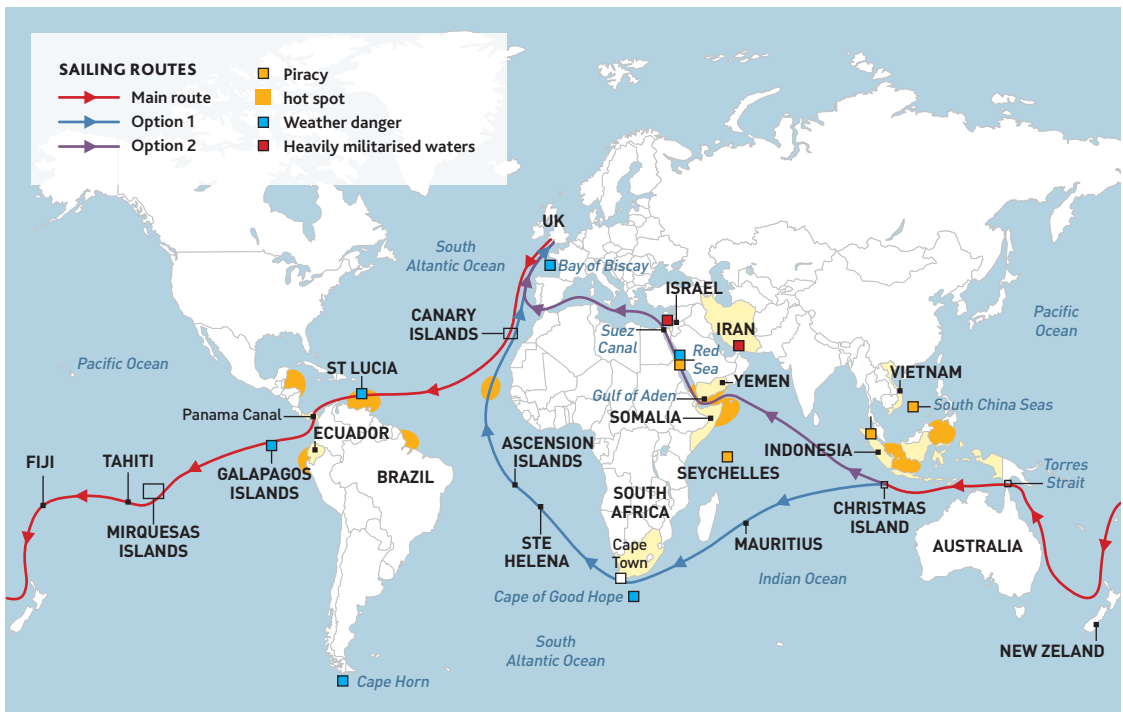 SAILING ROUTES
Main route
Option 1
Option 2
Piracy
hot spot
Weather danger
Heavily militarised waters
UK
South
Altantic Ocean
Bay of Biscay
ISRAEL
CANARY
ISLANDS
Suez
Canal
IRAN
Red
Sea
Pacific
Ocean
Pacific Ocean
ST LUCIA
YEMEN
VIETNAM
Gulf of Aden
South China Seas
Panama Canal
SOMALIA
ECUADOR
ASCENSION
ISLANDS
INDONESIA
FIJI
TAHITI
GALAPAGOS
ISLANDS
BRAZIL
SEYCHELLES
Torres
Strait
SOUTH
AFRICA
CHRISTMAS
ISLAND
MIRQUESAS
ISLANDS
STE
HELENA
Cape
Town
MAURITIUS
AUSTRALIA
Indian Ocean
Cape of Good Hope
South
Altantic Ocean
NEW ZELAND
Cape Horn